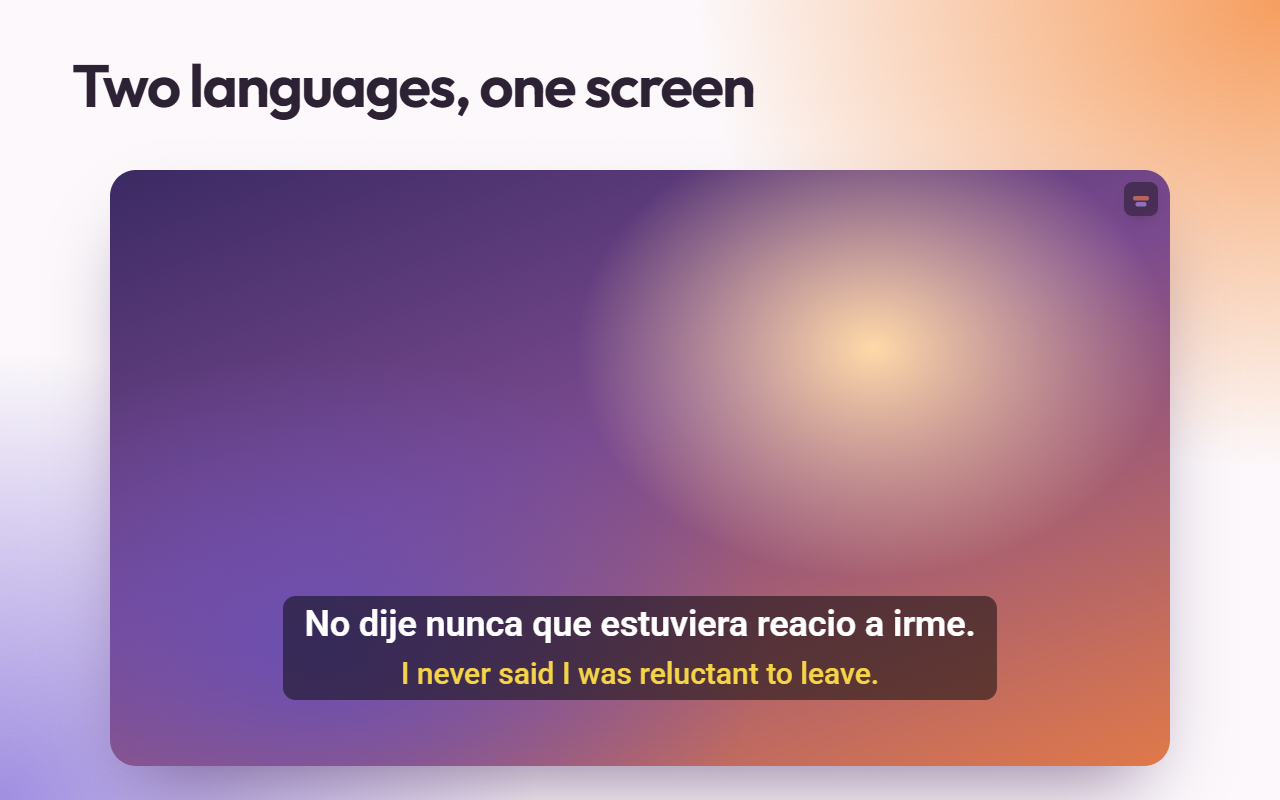 Two languages, one screen
No dije nunca que estuviera reacio a irme.
I never said I was reluctant to leave.